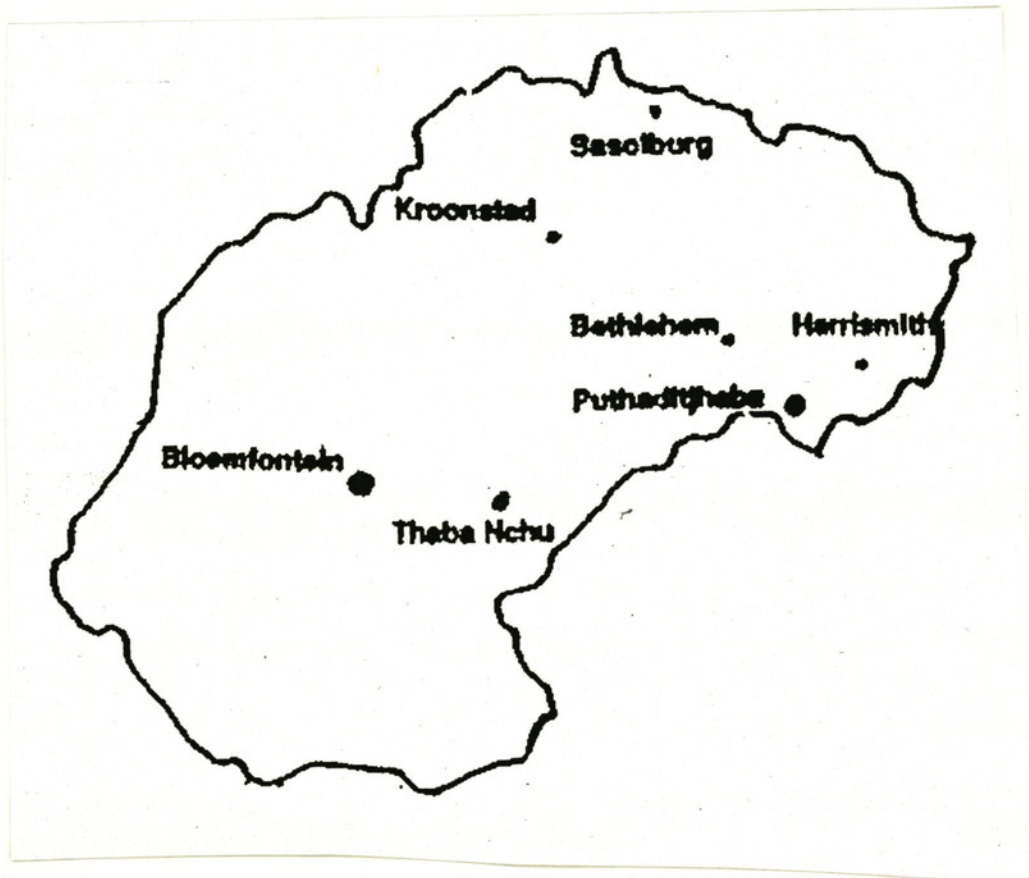 Sasolburg
Kroonstad
Bethlehem
Harrismith
Puthaditjhaba
Bloemfontein
Thaba Nchu